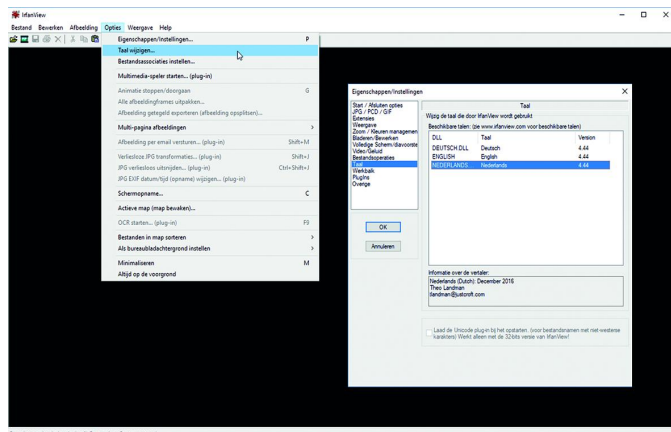 IrfanView
Bestand Bewerken Afbeelding Opties Weergave Help
Eigenschappen/Instellingen... P
Taal wijzigen...
Bestandsassociaties instellen...
Multimedia-speler starten... (plug-in)
Animatie stoppen/doorgaan G
Alle afbeeldingframes uitpakken...
Afbeelding getegeld exporteren (afbeelding opsplitsen)...
Multi-pagina afbeeldingen
Afbeelding per email versturen... (plug-in) Shift+M
Verliesloze JPG transformaties... (plug-in) Shift+J
JPG verliesloos uitsnijden... (plug-in) Ctrl+Shift+J
JPG EXIF datum/tijd (opname) wijzigen... (plug-in)
Schermopname... C
Actieve map (map bewaken)...
OCR starten... (plug-in) F9
Bestanden in map sorteren
Als bureaubladachtergrond instellen
Minimaliseren M
Altijd op de voorgrond
Eigenschappen/Instellingen
Start / Afsluiten opties
JPG / PCD / GIF
Extensies
Weergave
Zoom / Kleuren managemen
Bladeren/Bewerken
Volledige Scherm/diavoorste
Video/Geluid
Bestandsoperaties
Taal
Werkbalk
PlugIns
Overige
OK
Annuleren
Taal
Wijzig de taal die door IrfanView wordt gebruikt
Beschikbare talen: (zie www.irfanview.com voor beschikbare talen)
DLL Taal Version
DEUTSCH.DLL Deutsch 4.44
ENGLISH English 4.44
NEDERLANDS... Nederlands 4.44
Informatie over de vertaler:
Nederlands (Dutch): December 2016
Theo Landman
tlandman@justcroft.com
Laad de Unicode plug-in bij het opstarten. (voor bestandsnamen met niet-westerse
karakters) Werkt alleen met de 32-bits versie van IrfanView!